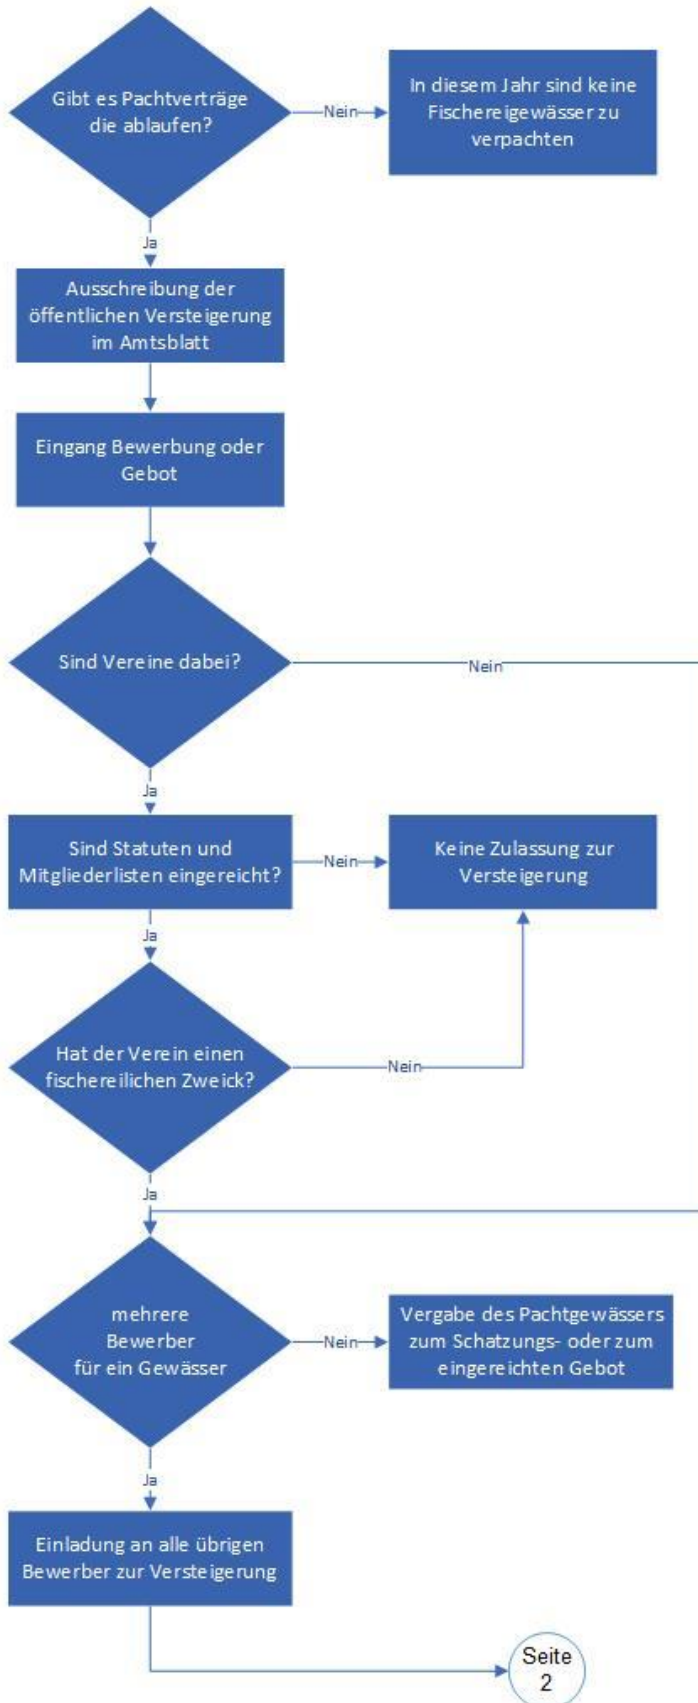 Gibt es Pachtverträge
die ablaufen?
Nein
In diesem Jahr sind keine
Fischereigewässer zu
verpachten
Ja
Ausschreibung der
öffentlichen Versteigerung
im Amtsblatt
Eingang Bewerbung oder
Gebot
Sind Vereine dabei?
Nein
Ja
Sind Statuten und
Mitgliederlisten eingereicht?
Nein
Keine Zulassung zur
Versteigerung
Ja
Hat der Verein einen
fischereilichen Zweick?
Nein
Ja
mehrere
Bewerber
für ein Gewässer
Nein
Vergabe des Pachtgewässers
zum Schatzungs- oder zum
eingereichten Gebot
Ja
Einladung an alle übrigen
Bewerber zur Versteigerung
Seite
2